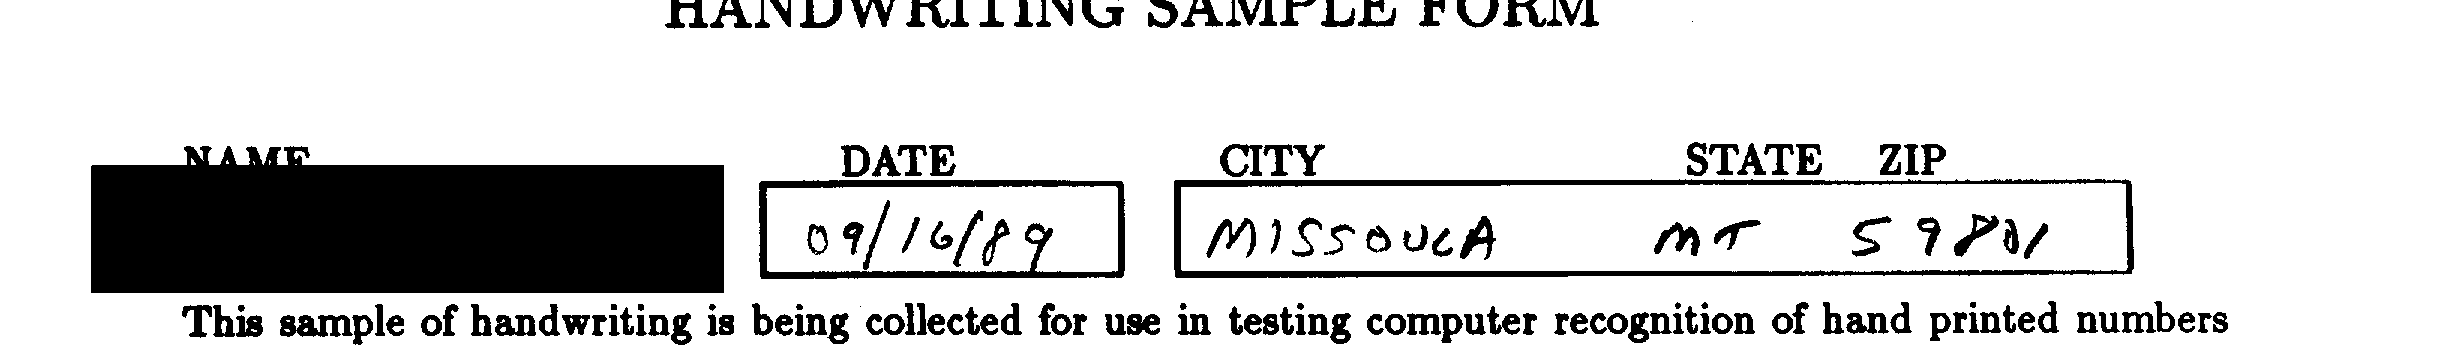 HANDWRITING SAMPLE FORM
NAME DATE CITY STATE ZIP
09/16/89 MISSOULA MT 59801
This sample of handwriting is being collected for use in testing computer recognition of hand printed numbers